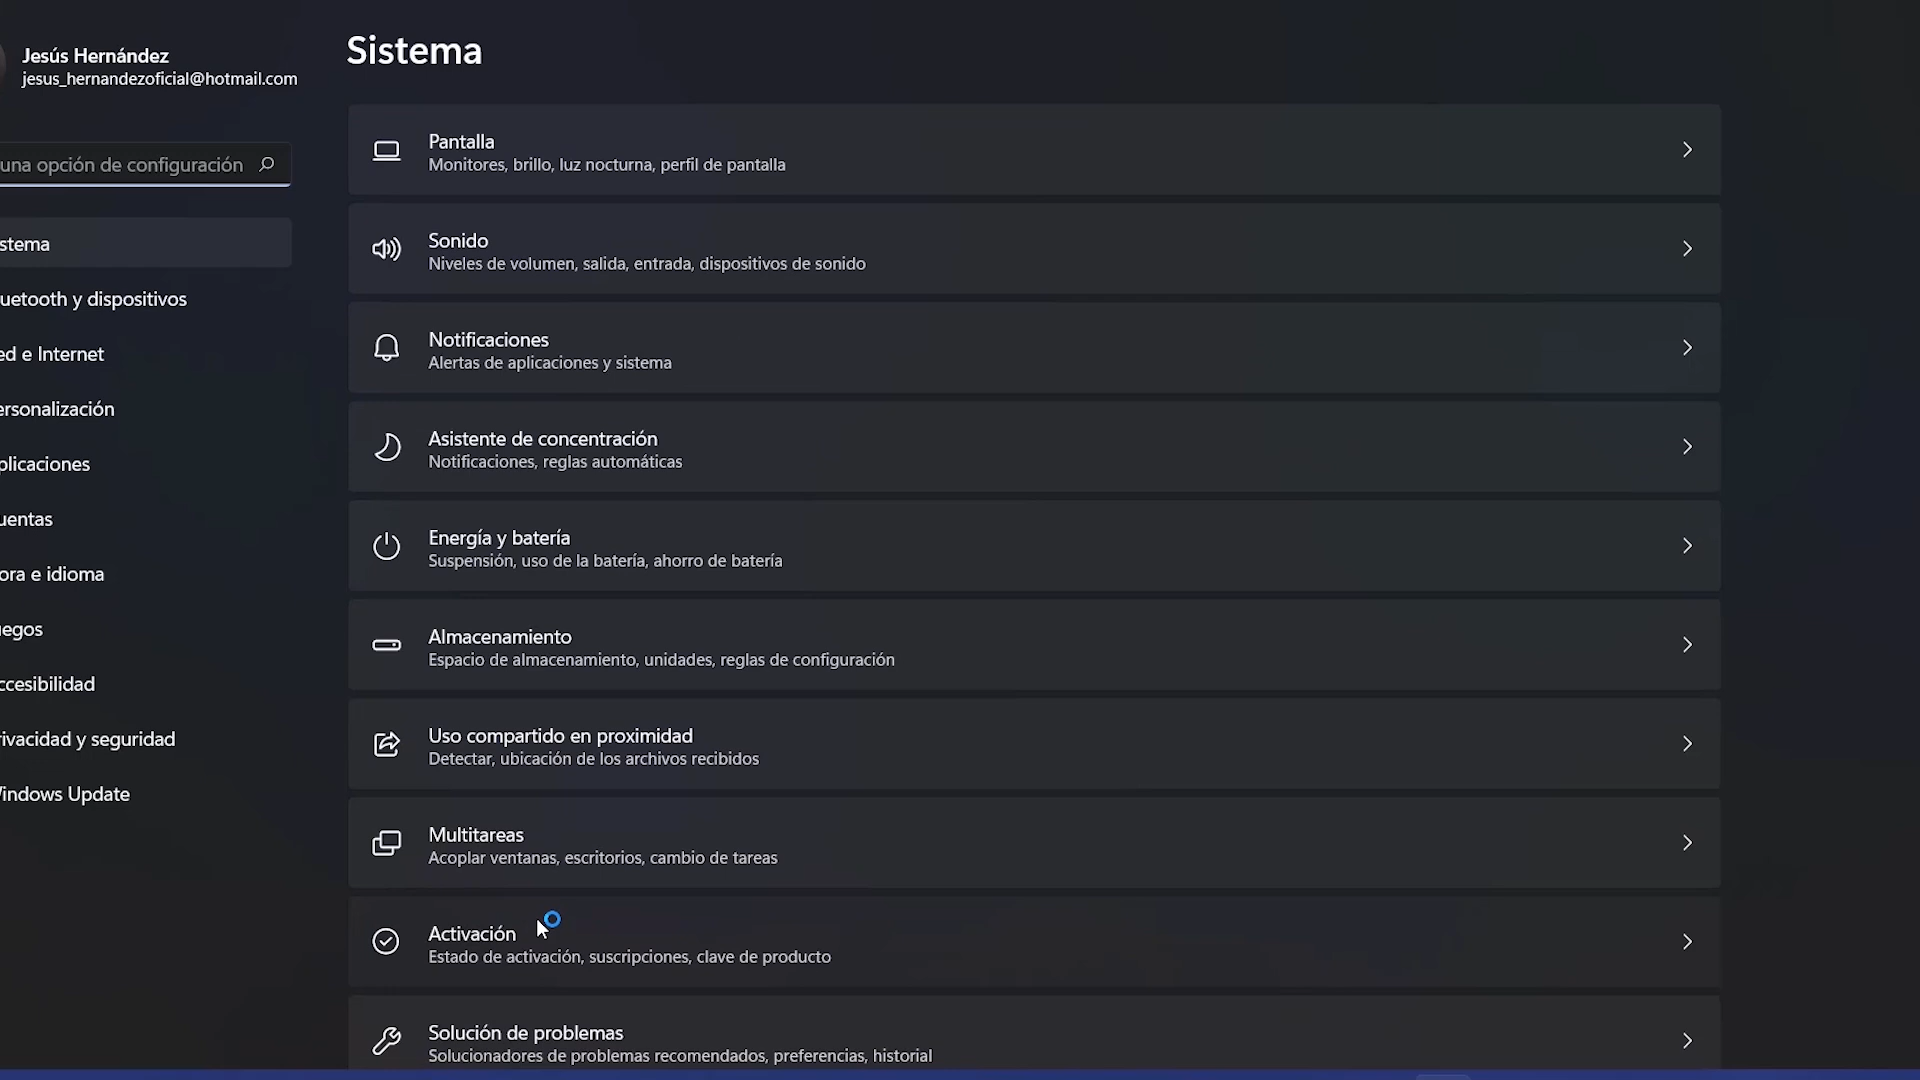 Jesús Hernández
jesus_hernandezoficial@hotmail.com
una opción de configuración
stema
uetooth y dispositivos
ed e Internet
ersonalización
plicaciones
uentas
ora e idioma
uegos
ccesibilidad
rivacidad y seguridad
Windows Update
Sistema
Pantalla
Monitores, brillo, luz nocturna, perfil de pantalla
Sonido
Niveles de volumen, salida, entrada, dispositivos de sonido
Notificaciones
Alertas de aplicaciones y sistema
Asistente de concentración
Notificaciones, reglas automáticas
Energía y batería
Suspensión, uso de la batería, ahorro de batería
Almacenamiento
Espacio de almacenamiento, unidades, reglas de configuración
Uso compartido en proximidad
Detectar, ubicación de los archivos recibidos
Multitareas
Acoplar ventanas, escritorios, cambio de tareas
Activación
Estado de activación, suscripciones, clave de producto
Solución de problemas
Solucionadores de problemas recomendados, preferencias, historial